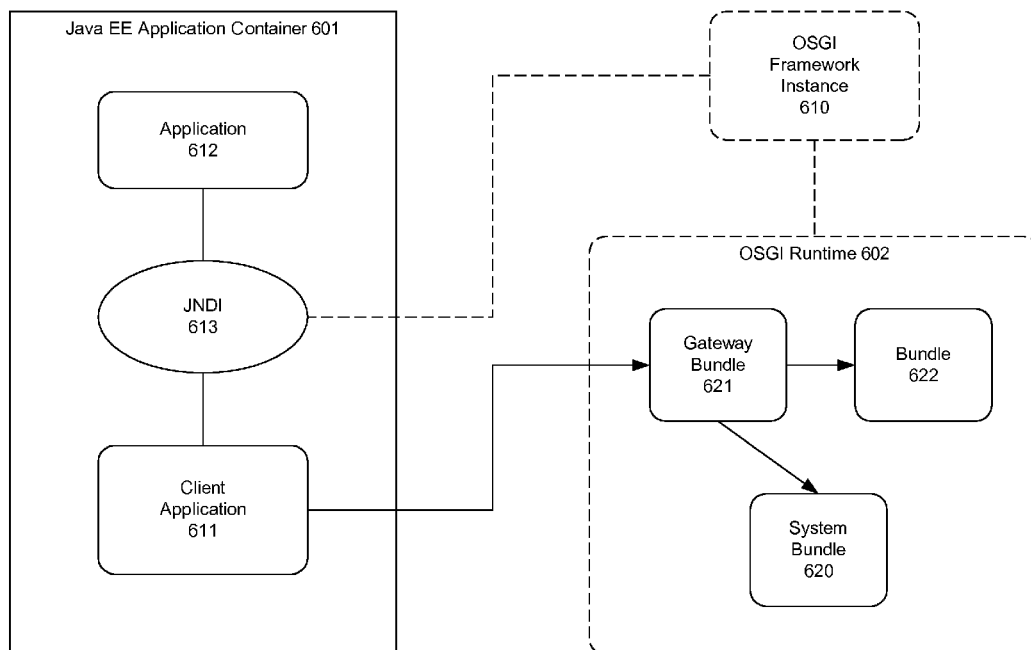 Java EE Application Container 601
Application
612
JNDI
613
Client
Application
611
OSGI
Framework
Instance
610
OSGI Runtime 602
Gateway
Bundle
621
Bundle
622
System
Bundle
620